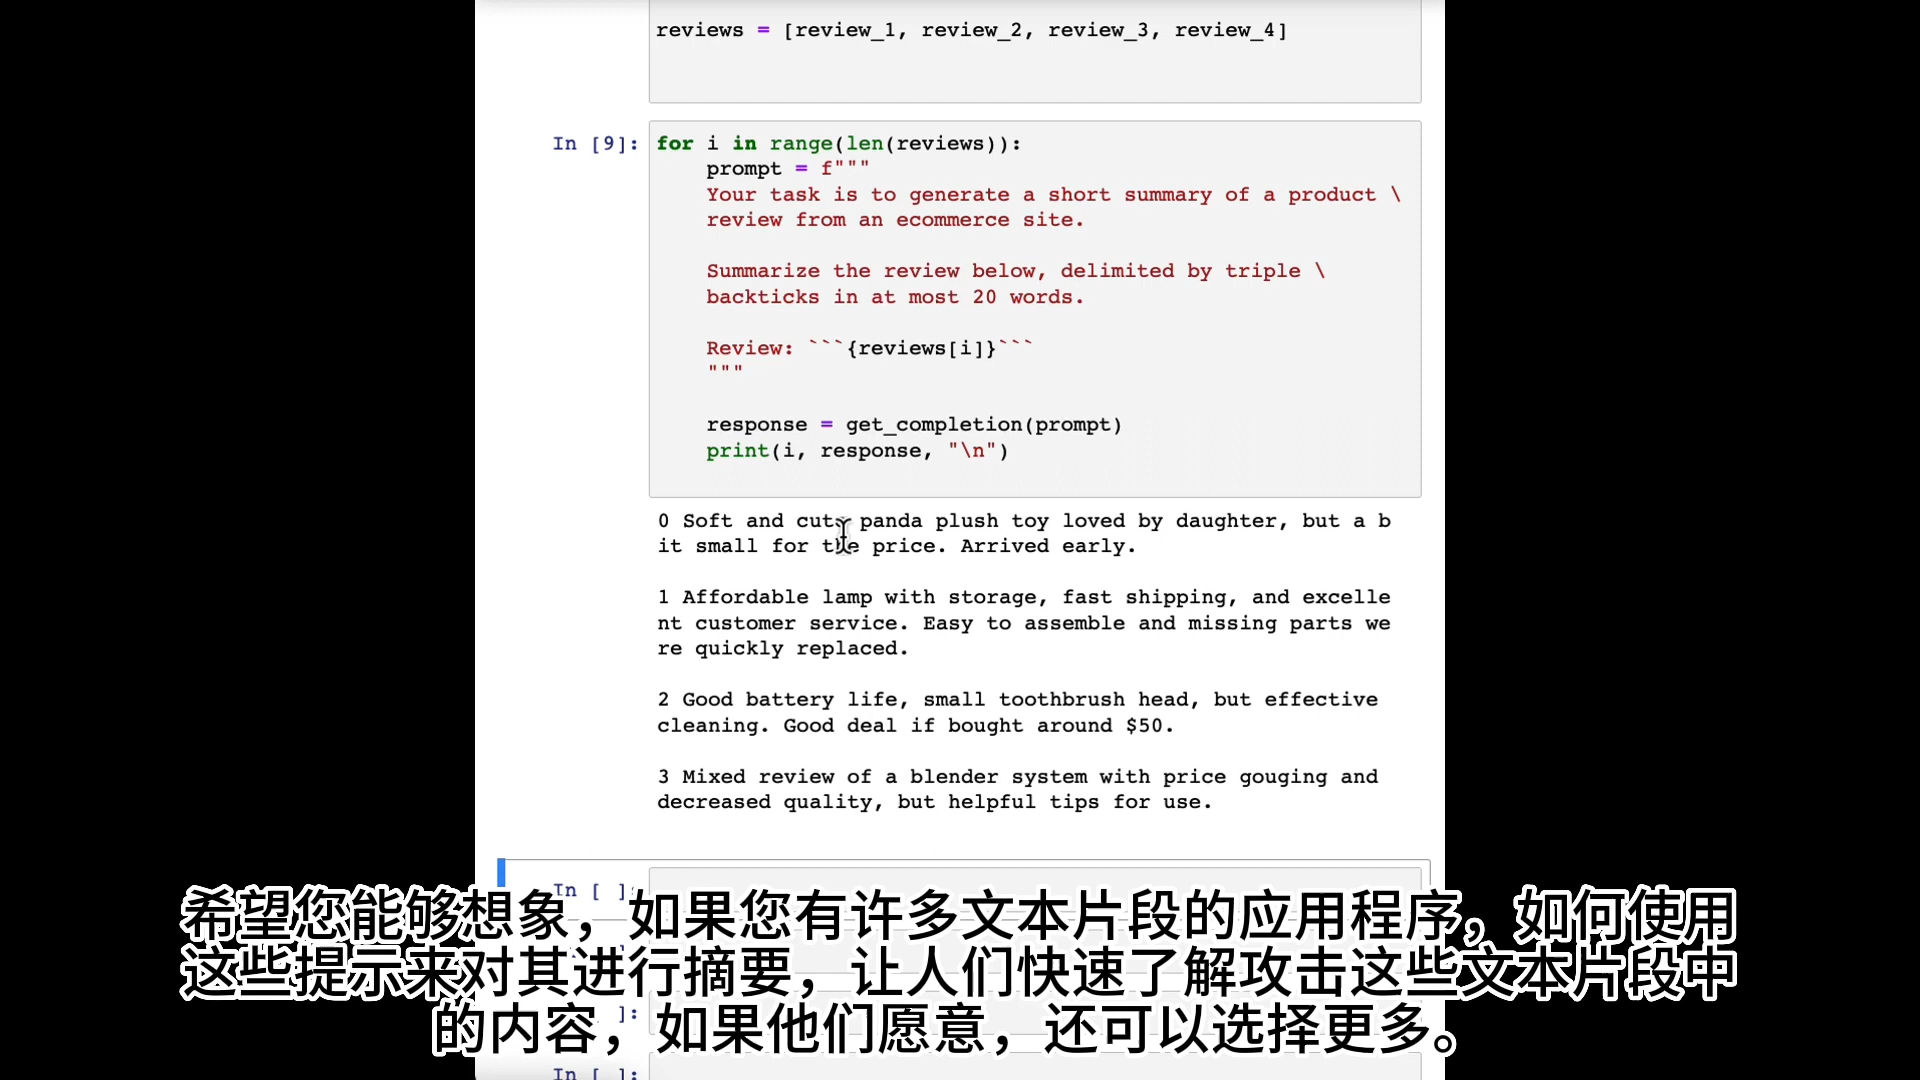 reviews = [review_1, review_2, review_3, review_4]
In [9]:
for i in range(len(reviews)):
    prompt = f"""
    Your task is to generate a short summary of a product \
    review from an ecommerce site.

    Summarize the review below, delimited by triple \
    backticks in at most 20 words.

    Review: ```{reviews[i]}```
    """

    response = get_completion(prompt)
    print(i, response, "\n")
0 Soft and cute panda plush toy loved by daughter, but a b
it small for the price. Arrived early.
1 Affordable lamp with storage, fast shipping, and excelle
nt customer service. Easy to assemble and missing parts we
re quickly replaced.
2 Good battery life, small toothbrush head, but effective
cleaning. Good deal if bought around $50.
3 Mixed review of a blender system with price gouging and
decreased quality, but helpful tips for use.
In [ ]:
希望您能够想象，如果您有许多文本片段的应用程序，如何使用
这些提示来对其进行摘要，让人们快速了解攻击这些文本片段中
]:
的内容，如果他们愿意，还可以选择更多。
In [ ]: